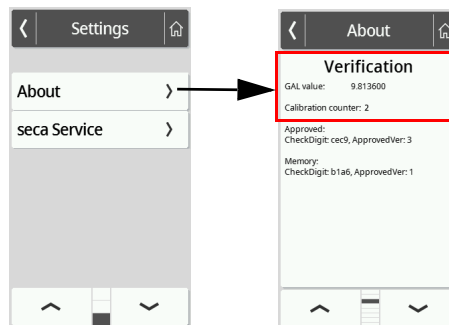 Settings
About
seca Service
About
Verification
GAL value: 9.813600
Calibration counter: 2
Approved:
CheckDigit: cec9, ApprovedVer: 3
Memory:
CheckDigit: b1a6, ApprovedVer: 1